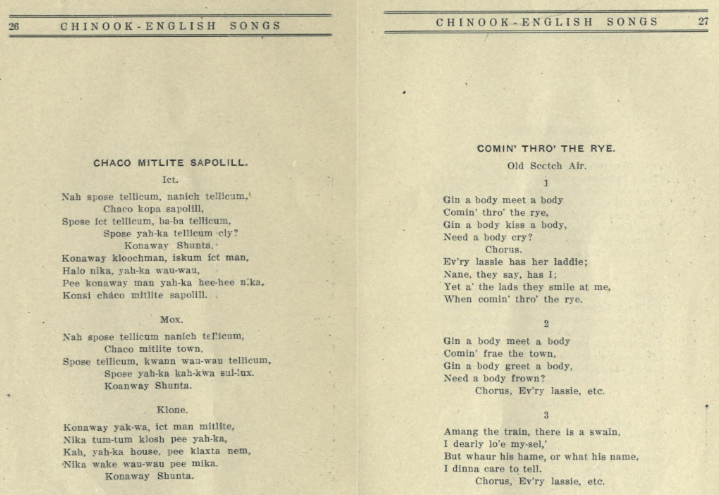 26 CHINOOK-ENGLISH SONGS
CHACO MITLITE SAPOLILL.
Ict.
Nah spose tellicum, nanich tellicum,
Chaco kopa sapolill,
Spose ict tellicum, ba-ba tellicum,
Spose yah-ka tellicum cly?
Konaway Shunta.
Konaway kloochman, iskum ict man,
Halo nika, yah-ka wau-wau,
Pee konaway man yah-ka hee-hee nika,
Konsi chaco mitlite sapolill.
Mox.
Nah spose tellicum nanich tellicum,
Chaco mitlite town,
Spose tellicum, kwann wau-wau tellicum,
Spose yah-ka kah-kwa sul-lux.
Koanway Shunta.
Klone.
Konaway yak-wa, ict man mitlite,
Nika tum-tum klosh pee yah-ka,
Kah, yah-ka house, pee klaxta nem,
Nika wake wau-wau pee mika.
Konaway Shunta.
CHINOOK-ENGLISH SONGS 27
COMIN' THRO' THE RYE.
Old Scotch Air.
1
Gin a body meet a body
Comin' thro' the rye,
Gin a body kiss a body,
Need a body cry?
Chorus.
Ev'ry lassie has her laddie;
Nane, they say, has I;
Yet a' the lads they smile at me,
When comin' thro' the rye.
2
Gin a body meet a body
Comin' frae the town,
Gin a body greet a body,
Need a body frown?
Chorus, Ev'ry lassie, etc.
3
Amang the train, there is a swain,
I dearly lo'e my-sel,'
But whaur his hame, or what his name,
I dinna care to tell.
Chorus, Ev'ry lassie, etc.